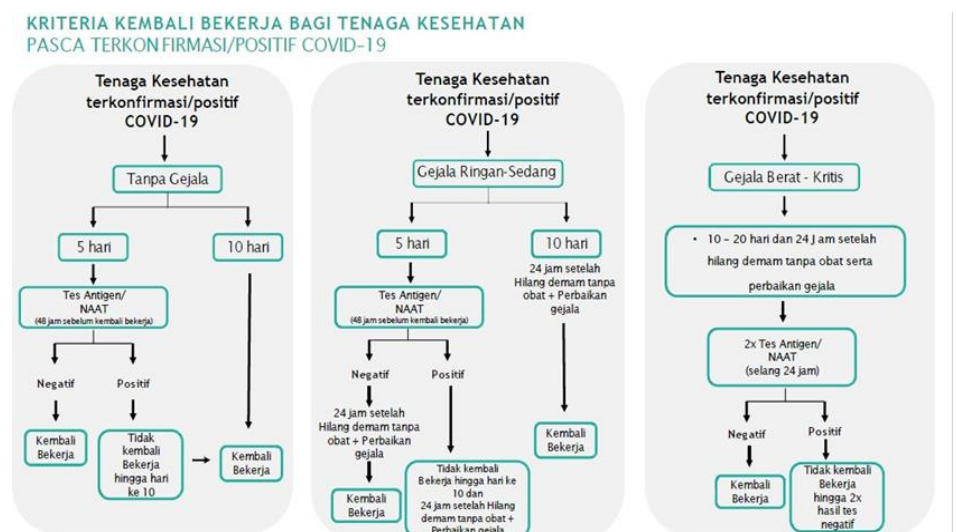 KRITERIA KEMBALI BEKERJA BAGI TENAGA KESEHATAN
PASCA TERKONFIRMASI/POSITIF COVID-19
Tenaga Kesehatan
terkonfirmasi/positif
COVID-19
Tanpa Gejala
5 hari
10 hari
Tes Antigen/
NAAT
(48 jam sebelum kembali bekerja)
Negatif
Positif
Kembali
Bekerja
Tidak
kembali
Bekerja
hingga hari
ke 10
Kembali
Bekerja
Tenaga Kesehatan
terkonfirmasi/positif
COVID-19
Gejala Ringan-Sedang
5 hari
10 hari
24 jam setelah
Hilang demam tanpa
obat + Perbaikan
gejala
Tes Antigen/
NAAT
(48 jam sebelum kembali bekerja)
Negatif
Positif
24 jam setelah
Hilang demam tanpa
obat + Perbaikan
gejala
Kembali
Bekerja
Tidak kembali
Bekerja hingga hari ke
10 dan
24 jam setelah Hilang
demam tanpa obat +
Perbaikan gejala
Kembali
Bekerja
Tenaga Kesehatan
terkonfirmasi/positif
COVID-19
Gejala Berat - Kritis
• 10 - 20 hari dan 24 Jam setelah
hilang demam tanpa obat serta
perbaikan gejala
2x Tes Antigen/
NAAT
(selang 24 jam)
Negatif
Positif
Kembali
Bekerja
Tidak kembali
Bekerja
hingga 2x
hasil tes
negatif